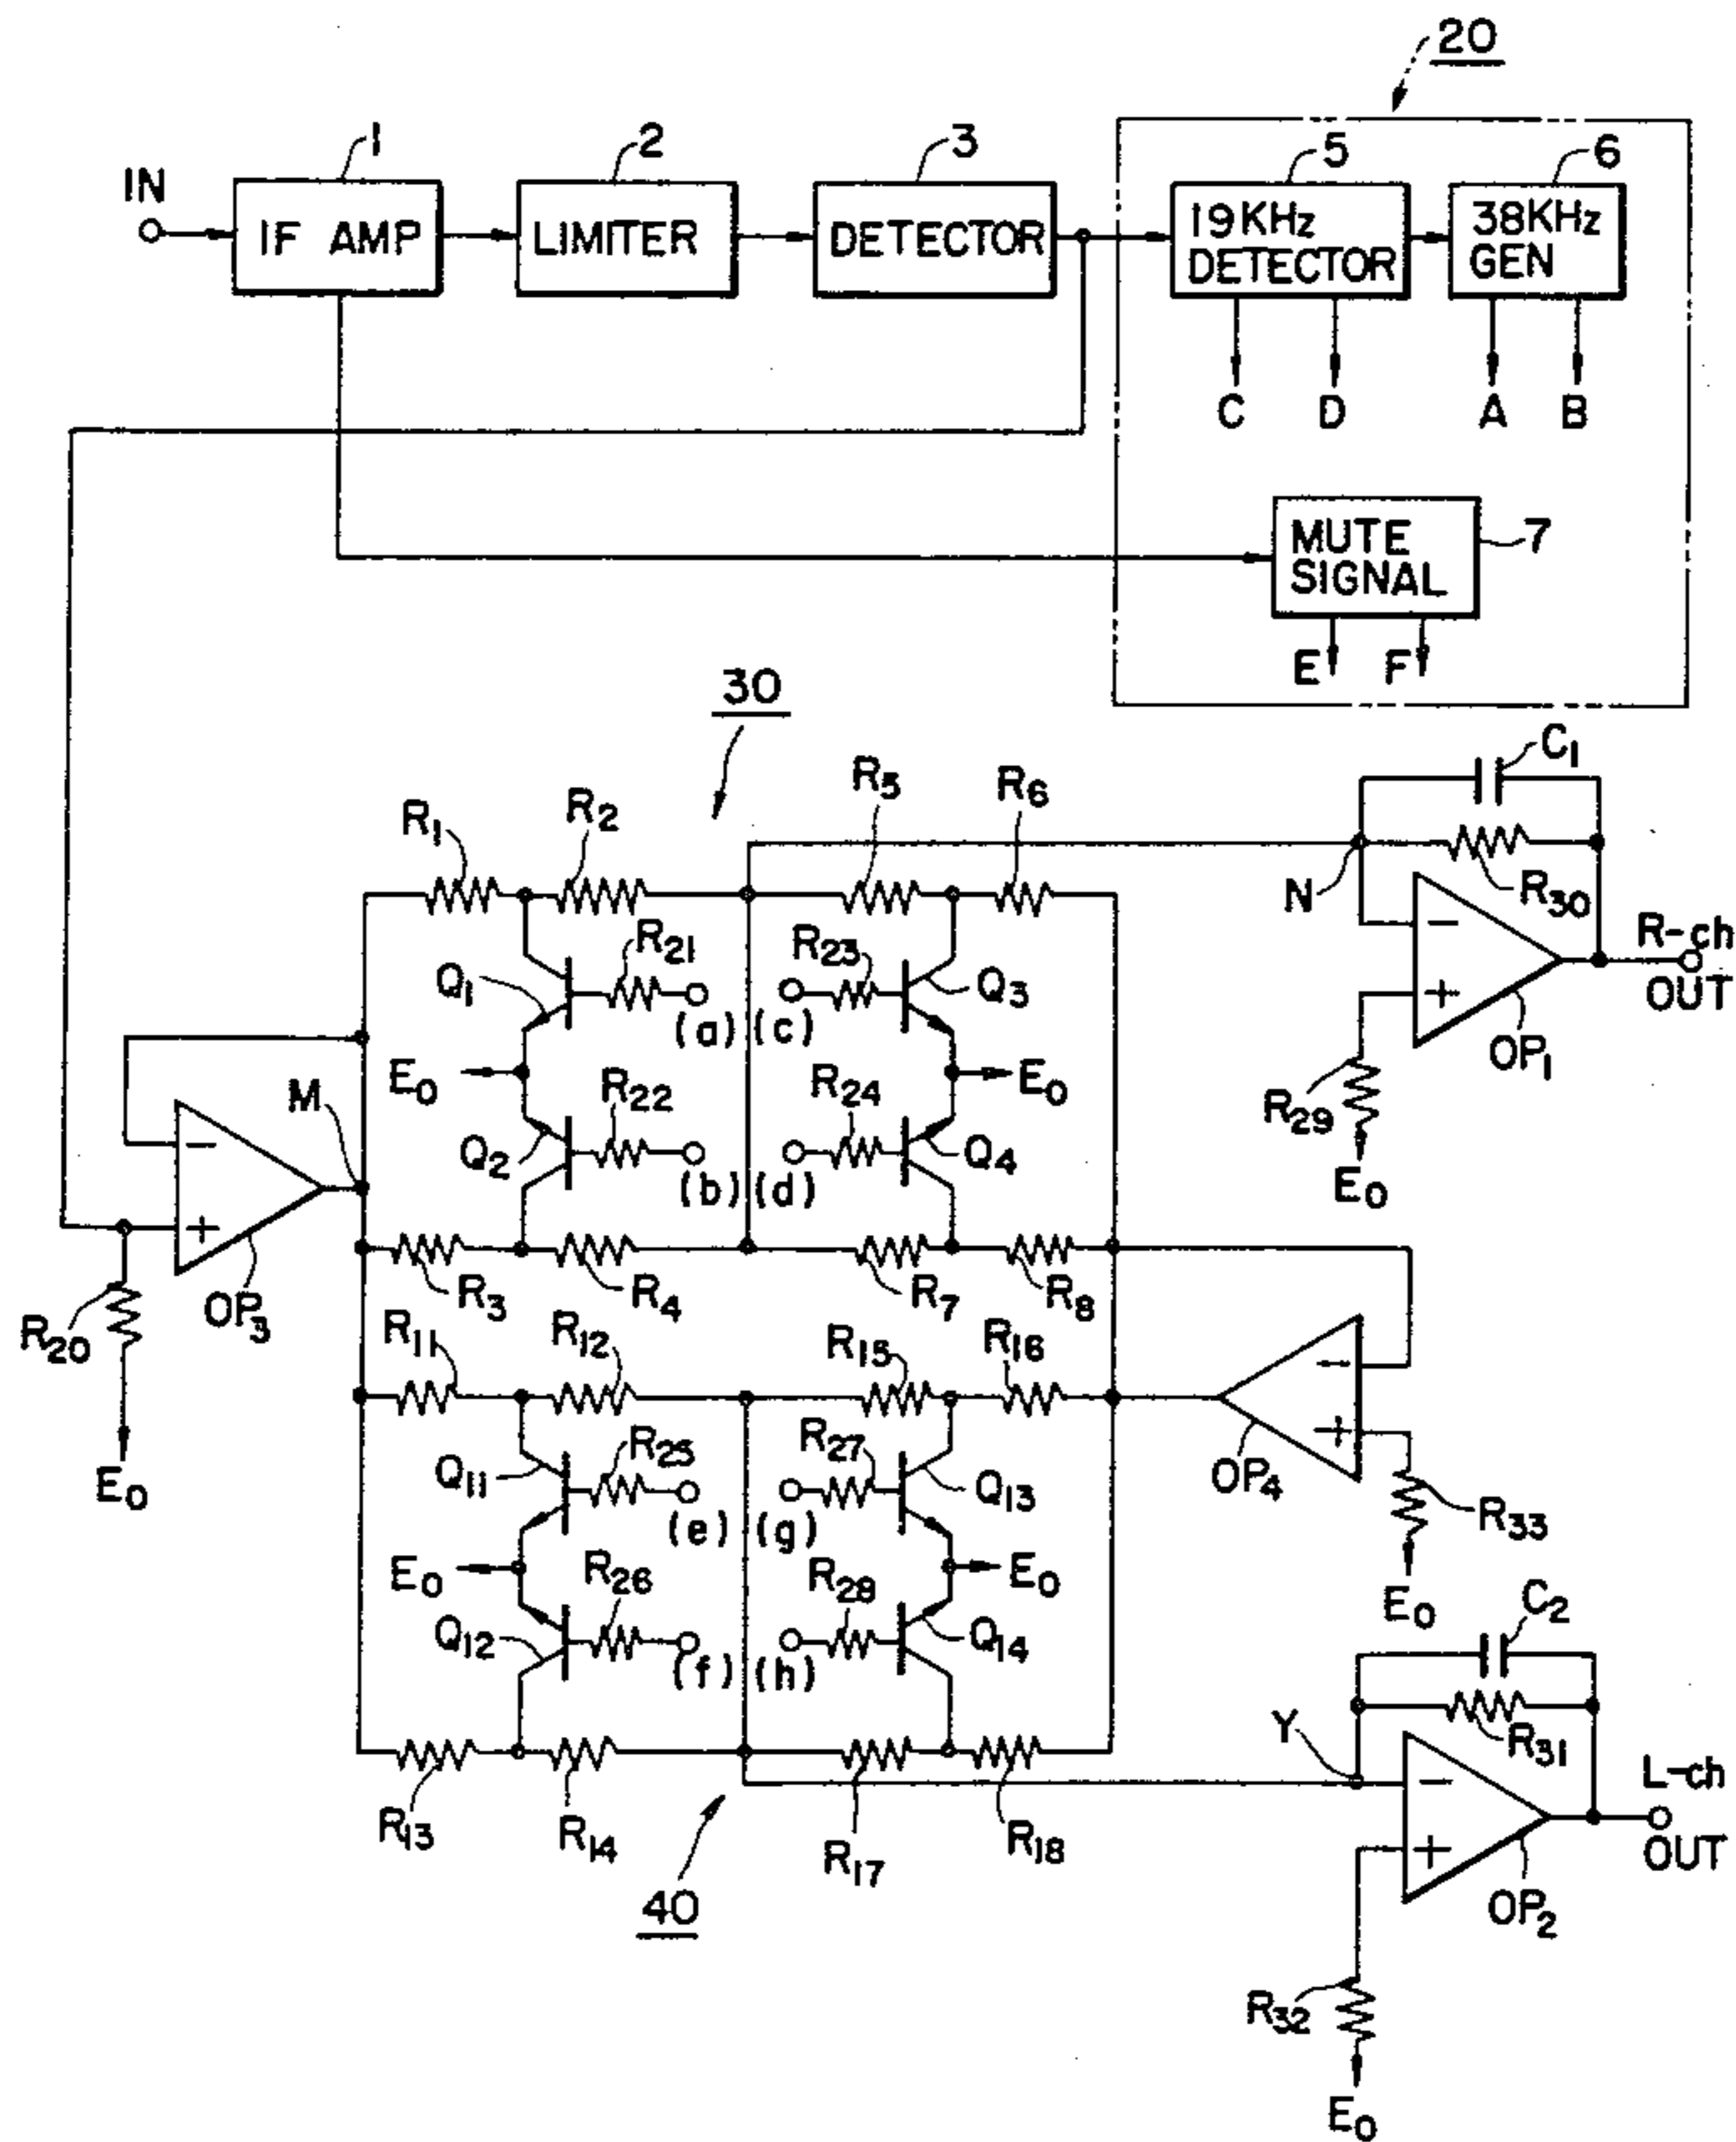 20
1 2 3 5 6
IN
IF AMP
LIMITER
DETECTOR
19KHz
DETECTOR
38KHz
GEN
C D A B
MUTE
SIGNAL
7
E F
30
C1
R1 R2 R5 R6
N
R30
R-ch
OUT
R21 R23
Q1 Q3
(a) (c)
OP1
E0 E0
R22 R24
R29
M
Q2 Q4
(b) (d)
E0
R3 R4 R7 R8
OP3
R20
R11 R12 R15 R16
R25 R27
Q11 Q13
OP4
E0
(e) (g)
R33
E0 E0
R26 R28
E0
C2
Q12 Q14
(f) (h)
Y
R31
L-ch
OUT
R13 R14 R17 R18
40
OP2
R32
E0